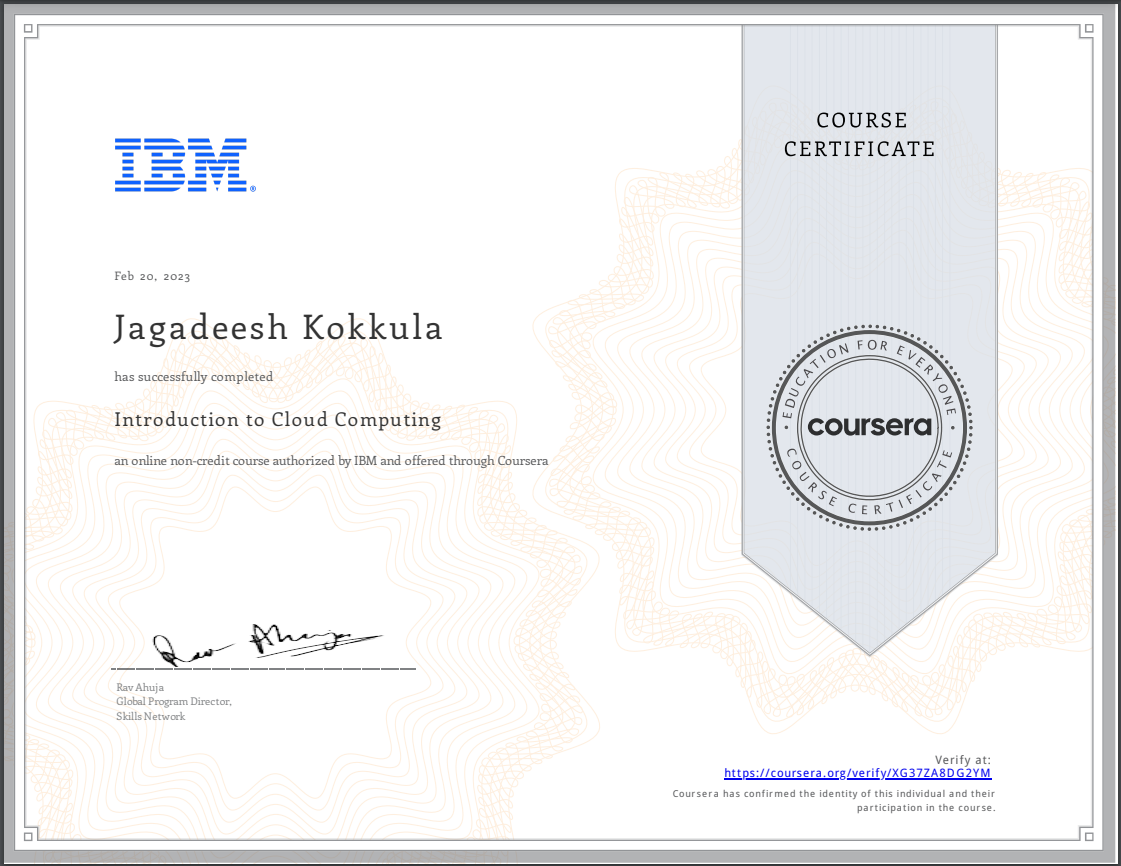 COURSE
CERTIFICATE
IBM®
Feb 20, 2023
Jagadeesh Kokkula
has successfully completed
Introduction to Cloud Computing
an online non-credit course authorized by IBM and offered through Coursera
EDUCATION FOR EVERYONE
coursera
COURSE CERTIFICATE
Rav Ahuja
Rav Ahuja
Global Program Director,
Skills Network
Verify at:
https://coursera.org/verify/XG37ZA8DG2YM
Coursera has confirmed the identity of this individual and their
participation in the course.